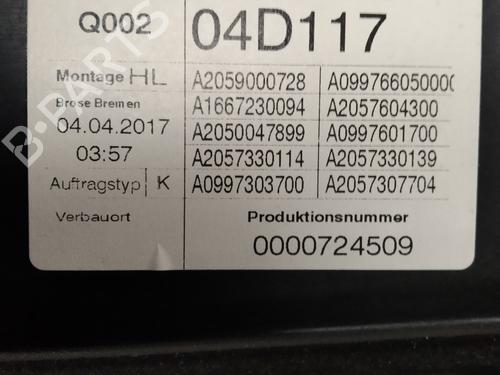 Q002 04D117
Montage HL A2059000728 A099766050000
Brose Bremen A1667230094 A2057604300
04.04.2017 A2050047899 A0997601700
03:57 A2057330114 A2057330139
Auftragstyp K A0997303700 A2057307704
Verbauort Produktionsnummer
0000724509
B-PARTS